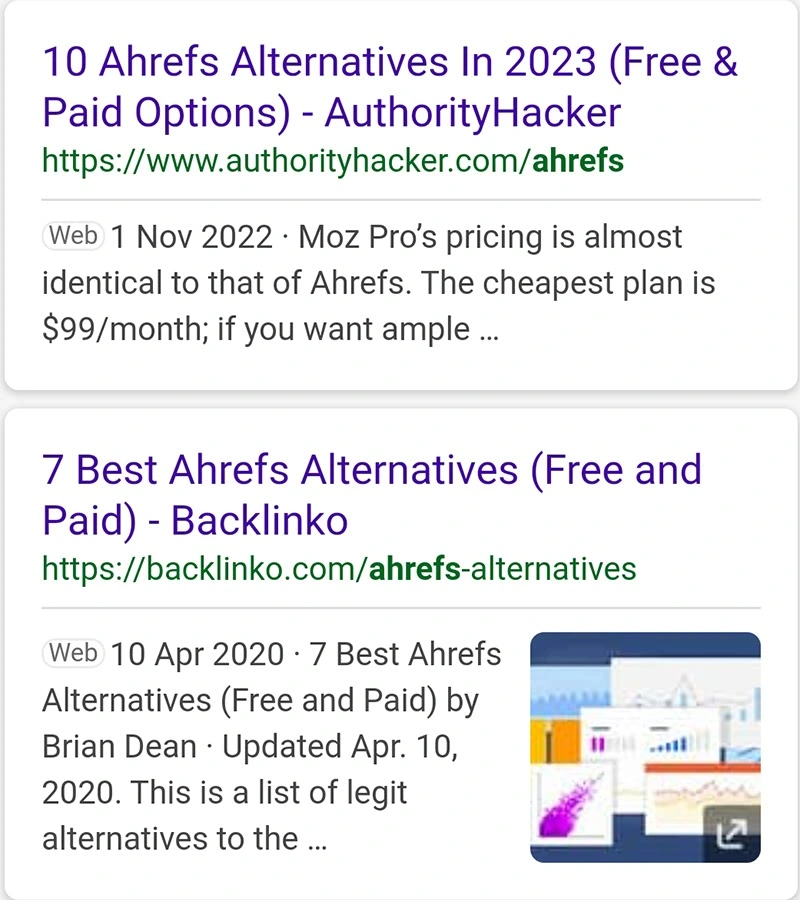 10 Ahrefs Alternatives In 2023 (Free &
Paid Options) - AuthorityHacker
https://www.authorityhacker.com/ahrefs
Web 1 Nov 2022 · Moz Pro’s pricing is almost
identical to that of Ahrefs. The cheapest plan is
$99/month; if you want ample ...
7 Best Ahrefs Alternatives (Free and
Paid) - Backlinko
https://backlinko.com/ahrefs-alternatives
Web 10 Apr 2020 · 7 Best Ahrefs
Alternatives (Free and Paid) by
Brian Dean · Updated Apr. 10,
2020. This is a list of legit
alternatives to the ...